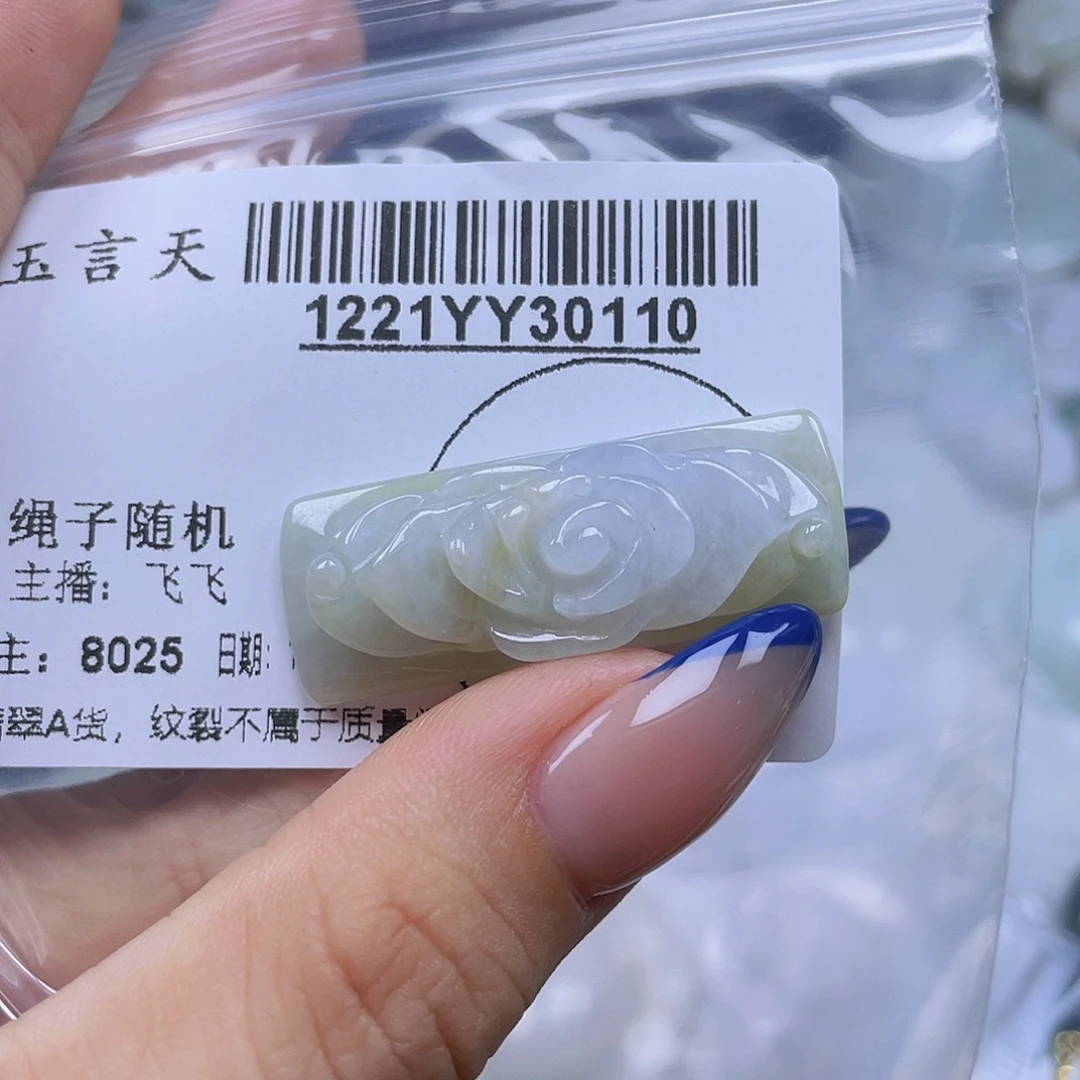 玉言天
1221YY30110
绳子随机
主播：飞飞
主：8025 日期:
翡翠A货，纹裂不属于质量